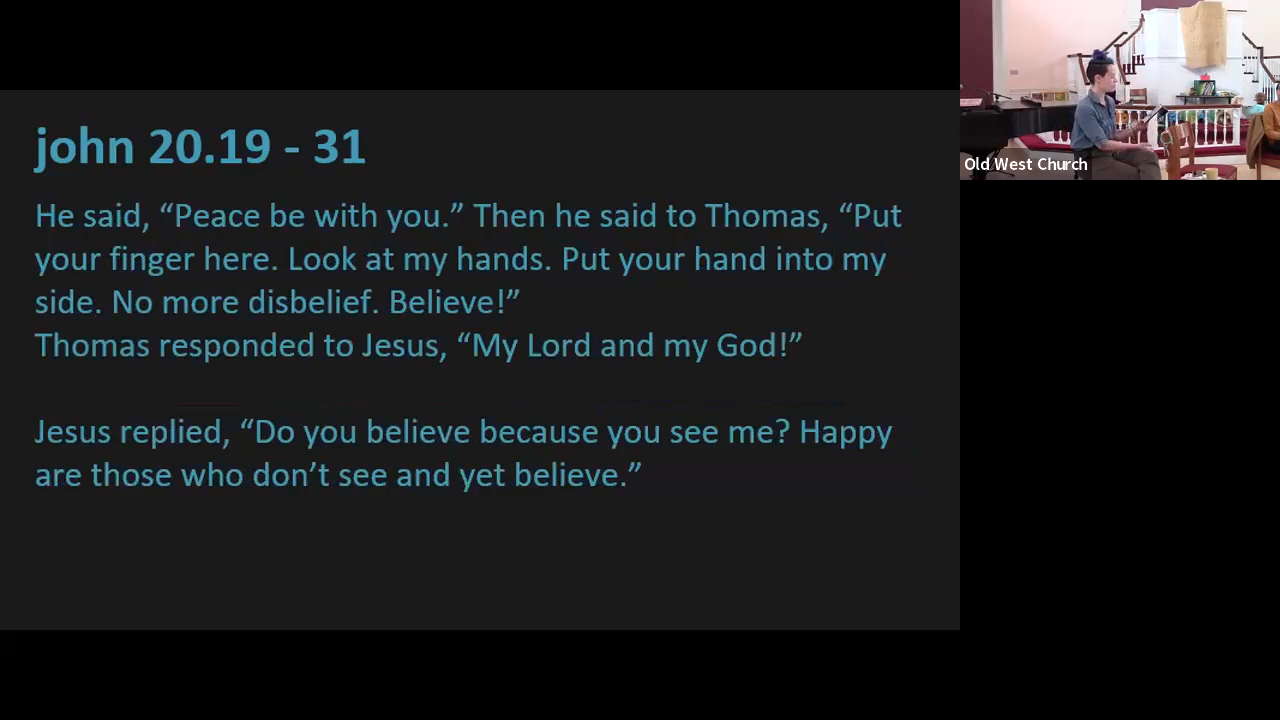 john 20.19 - 31
He said, “Peace be with you.” Then he said to Thomas, “Put
your finger here. Look at my hands. Put your hand into my
side. No more disbelief. Believe!”
Thomas responded to Jesus, “My Lord and my God!”
Jesus replied, “Do you believe because you see me? Happy
are those who don’t see and yet believe.”
Old West Church